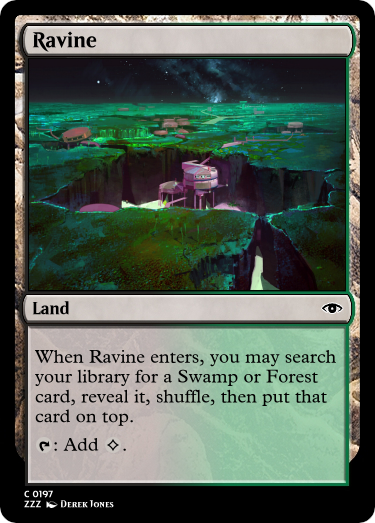 Ravine
Land
When Ravine enters, you may search
your library for a Swamp or Forest
card, reveal it, shuffle, then put that
card on top.
: Add .
C 0197
ZZZ Derek Jones